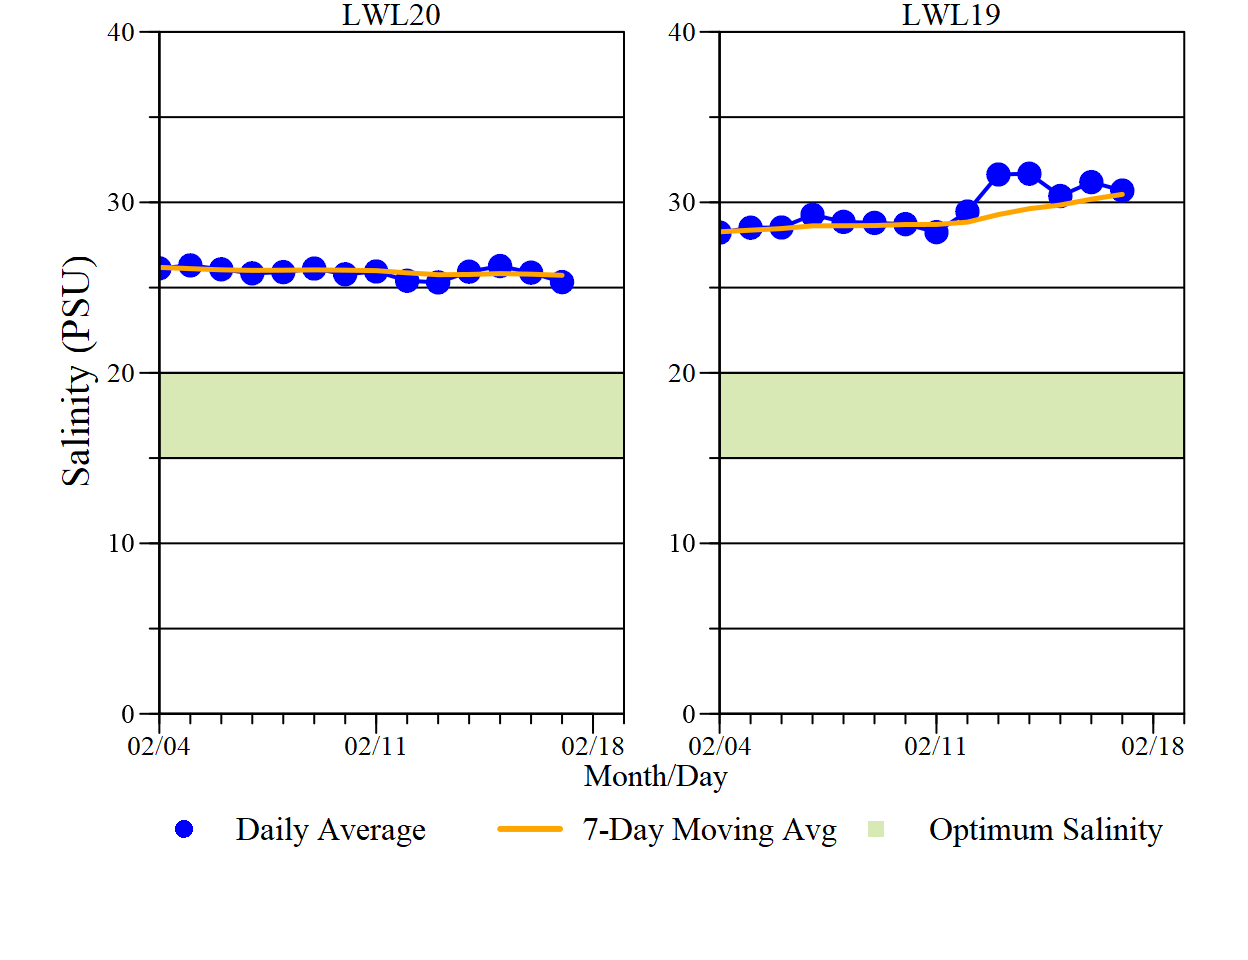 LWL20 LWL19
40 40
30 30
Salinity (PSU)
20 20
10 10
0 0
02/04 02/11 02/18 02/04 02/11 02/18
Month/Day
Daily Average 7-Day Moving Avg Optimum Salinity